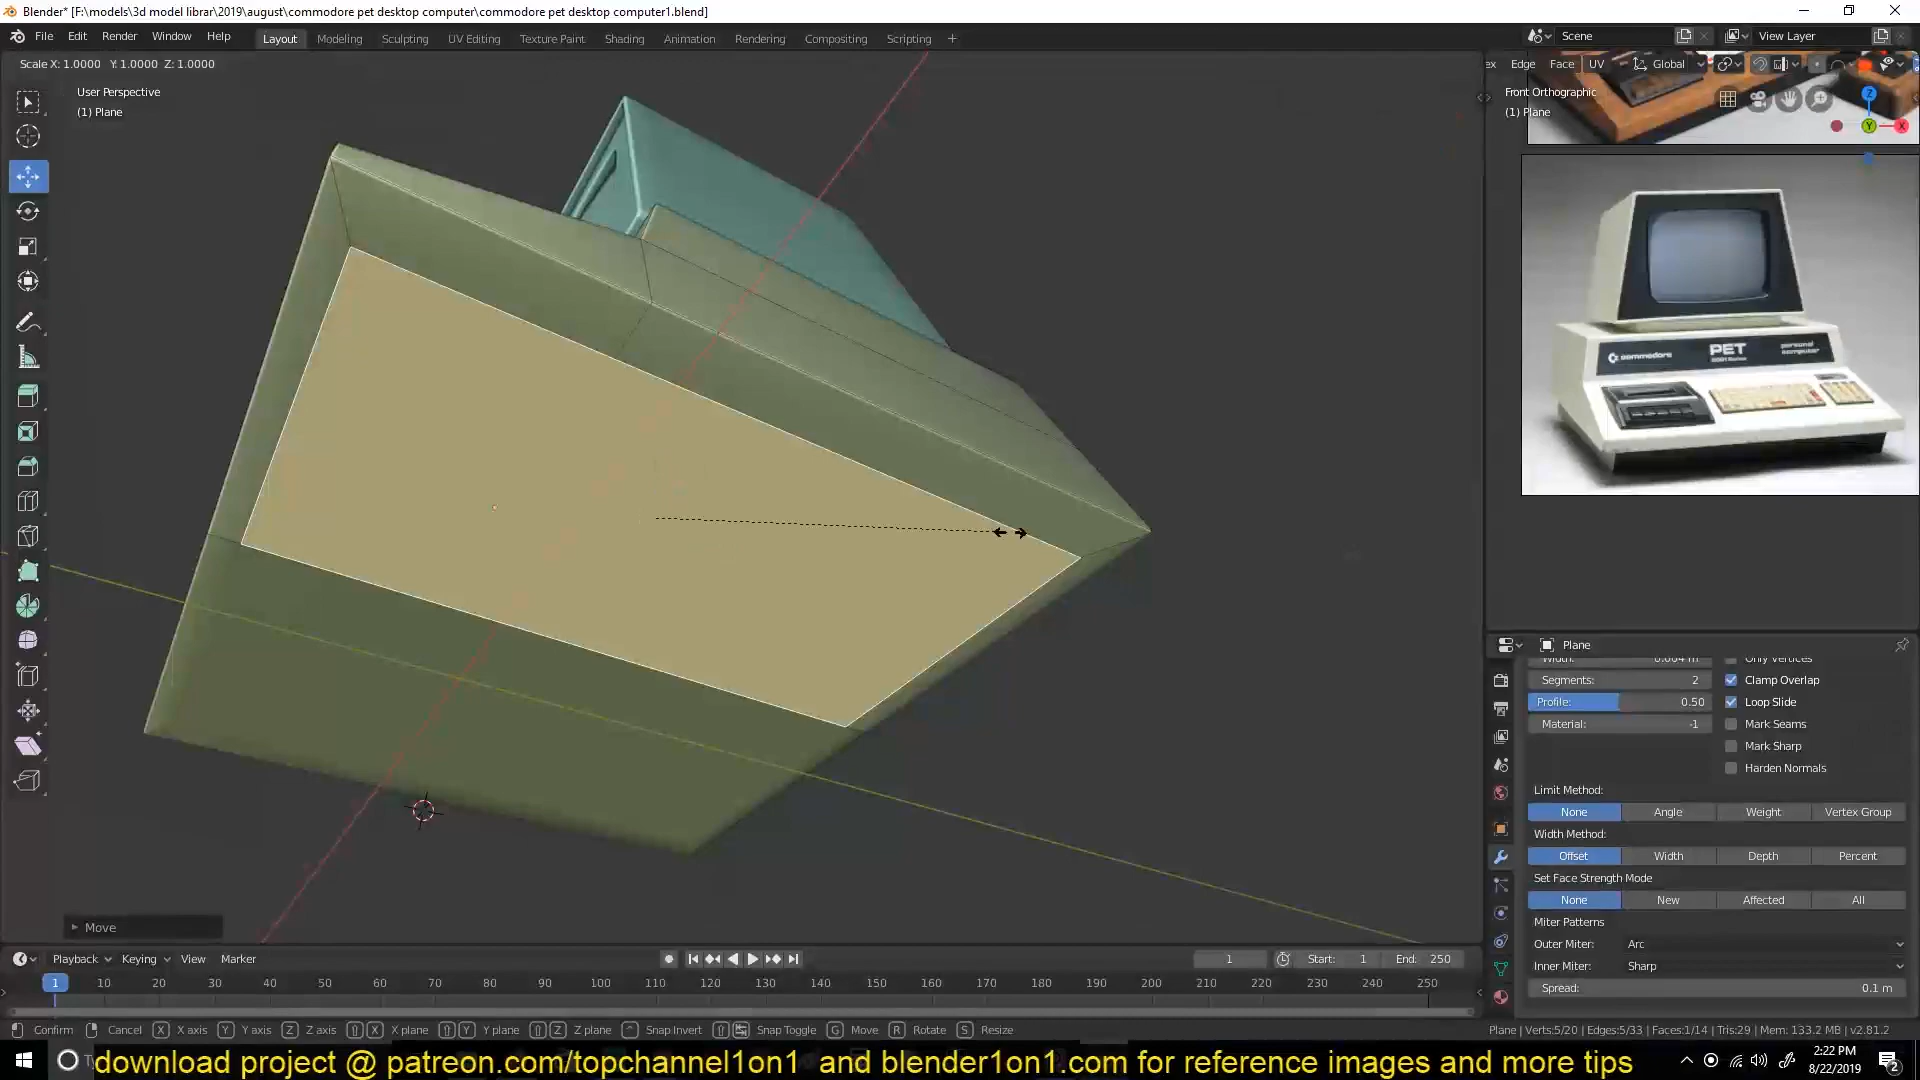 Blender* [F:\models\3d model librar\2019\august\commodore pet desktop computer\commodore pet desktop computer1.blend]
File Edit Render Window Help Layout Modeling Sculpting UV Editing Texture Paint Shading Animation Rendering Compositing Scripting + Scene View Layer
Scale X: 1.0000 Y: 1.0000 Z: 1.0000
ex Edge Face UV Global
User Perspective
(1) Plane
Front Orthographic
(1) Plane
Z
Y
X
commodore PET personal computer
Plane
Only Vertices
Segments: 2 Clamp Overlap
Profile: 0.50 Loop Slide
Material: -1 Mark Seams
Mark Sharp
Harden Normals
Limit Method:
None Angle Weight Vertex Group
Width Method:
Offset Width Depth Percent
Set Face Strength Mode
None New Affected All
Miter Patterns
Outer Miter: Arc
Inner Miter: Sharp
Spread: 0.1 m
Move
Playback Keying View Marker 1 Start: 1 End: 250
1 10 20 30 40 50 60 70 80 90 100 110 120 130 140 150 160 170 180 190 200 210 220 230 240 250
Confirm Cancel X X axis Y Y axis Z Z axis X X plane Y Y plane Z Z plane Snap Invert Snap Toggle G Move R Rotate S Resize
Plane | Verts:5/20 | Edges:5/33 | Faces:1/14 | Tris:29 | Mem: 133.2 MB | v2.81.2
download project @ patreon.com/topchannel1on1 and blender1on1.com for reference images and more tips
2:22 PM
8/22/2019
2